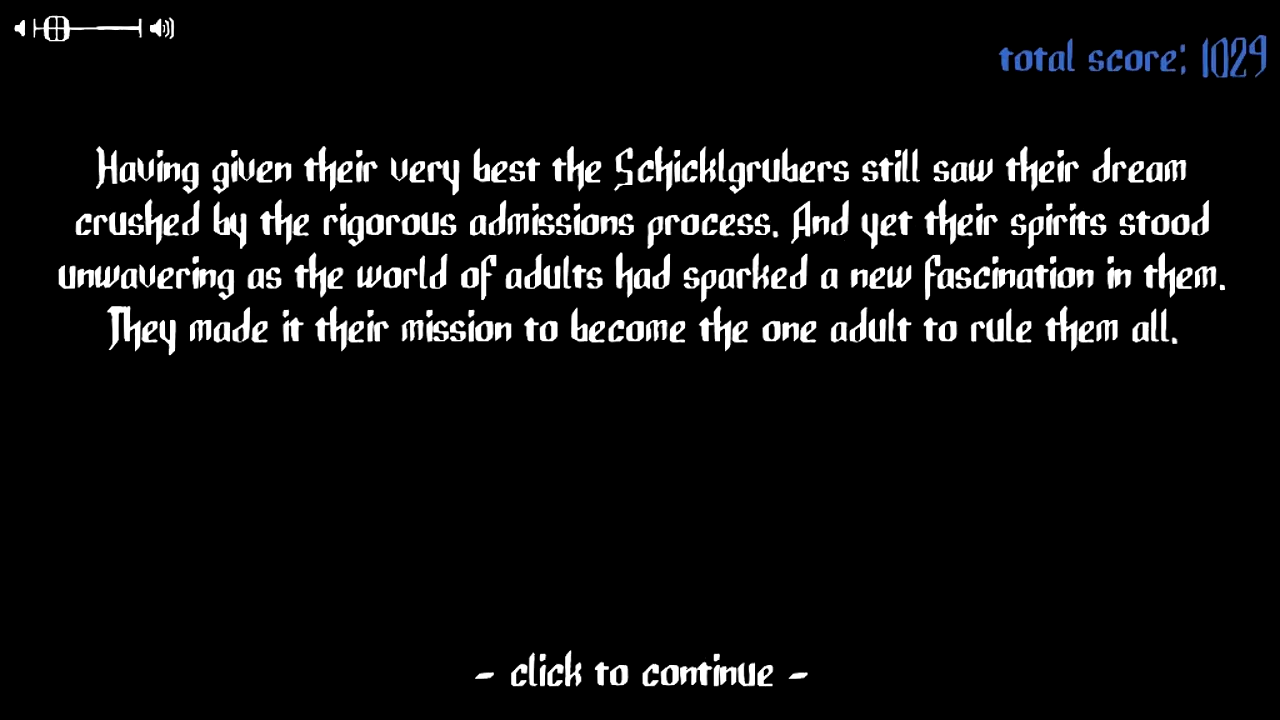 total score: 1029
Having given their very best the Schicklgrubers still saw their dream
crushed by the rigorous admissions process. And yet their spirits stood
unwavering as the world of adults had sparked a new fascination in them.
They made it their mission to become the one adult to rule them all.
- click to continue -